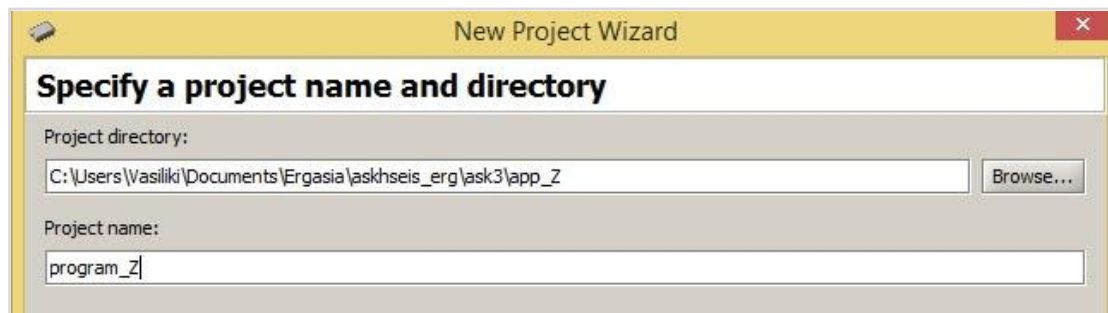 New Project Wizard
Specify a project name and directory
Project directory:
C:\Users\Vasiliki\Documents\Ergasia\askhseis_erg\ask3\app_Z
Browse...
Project name:
program_Z